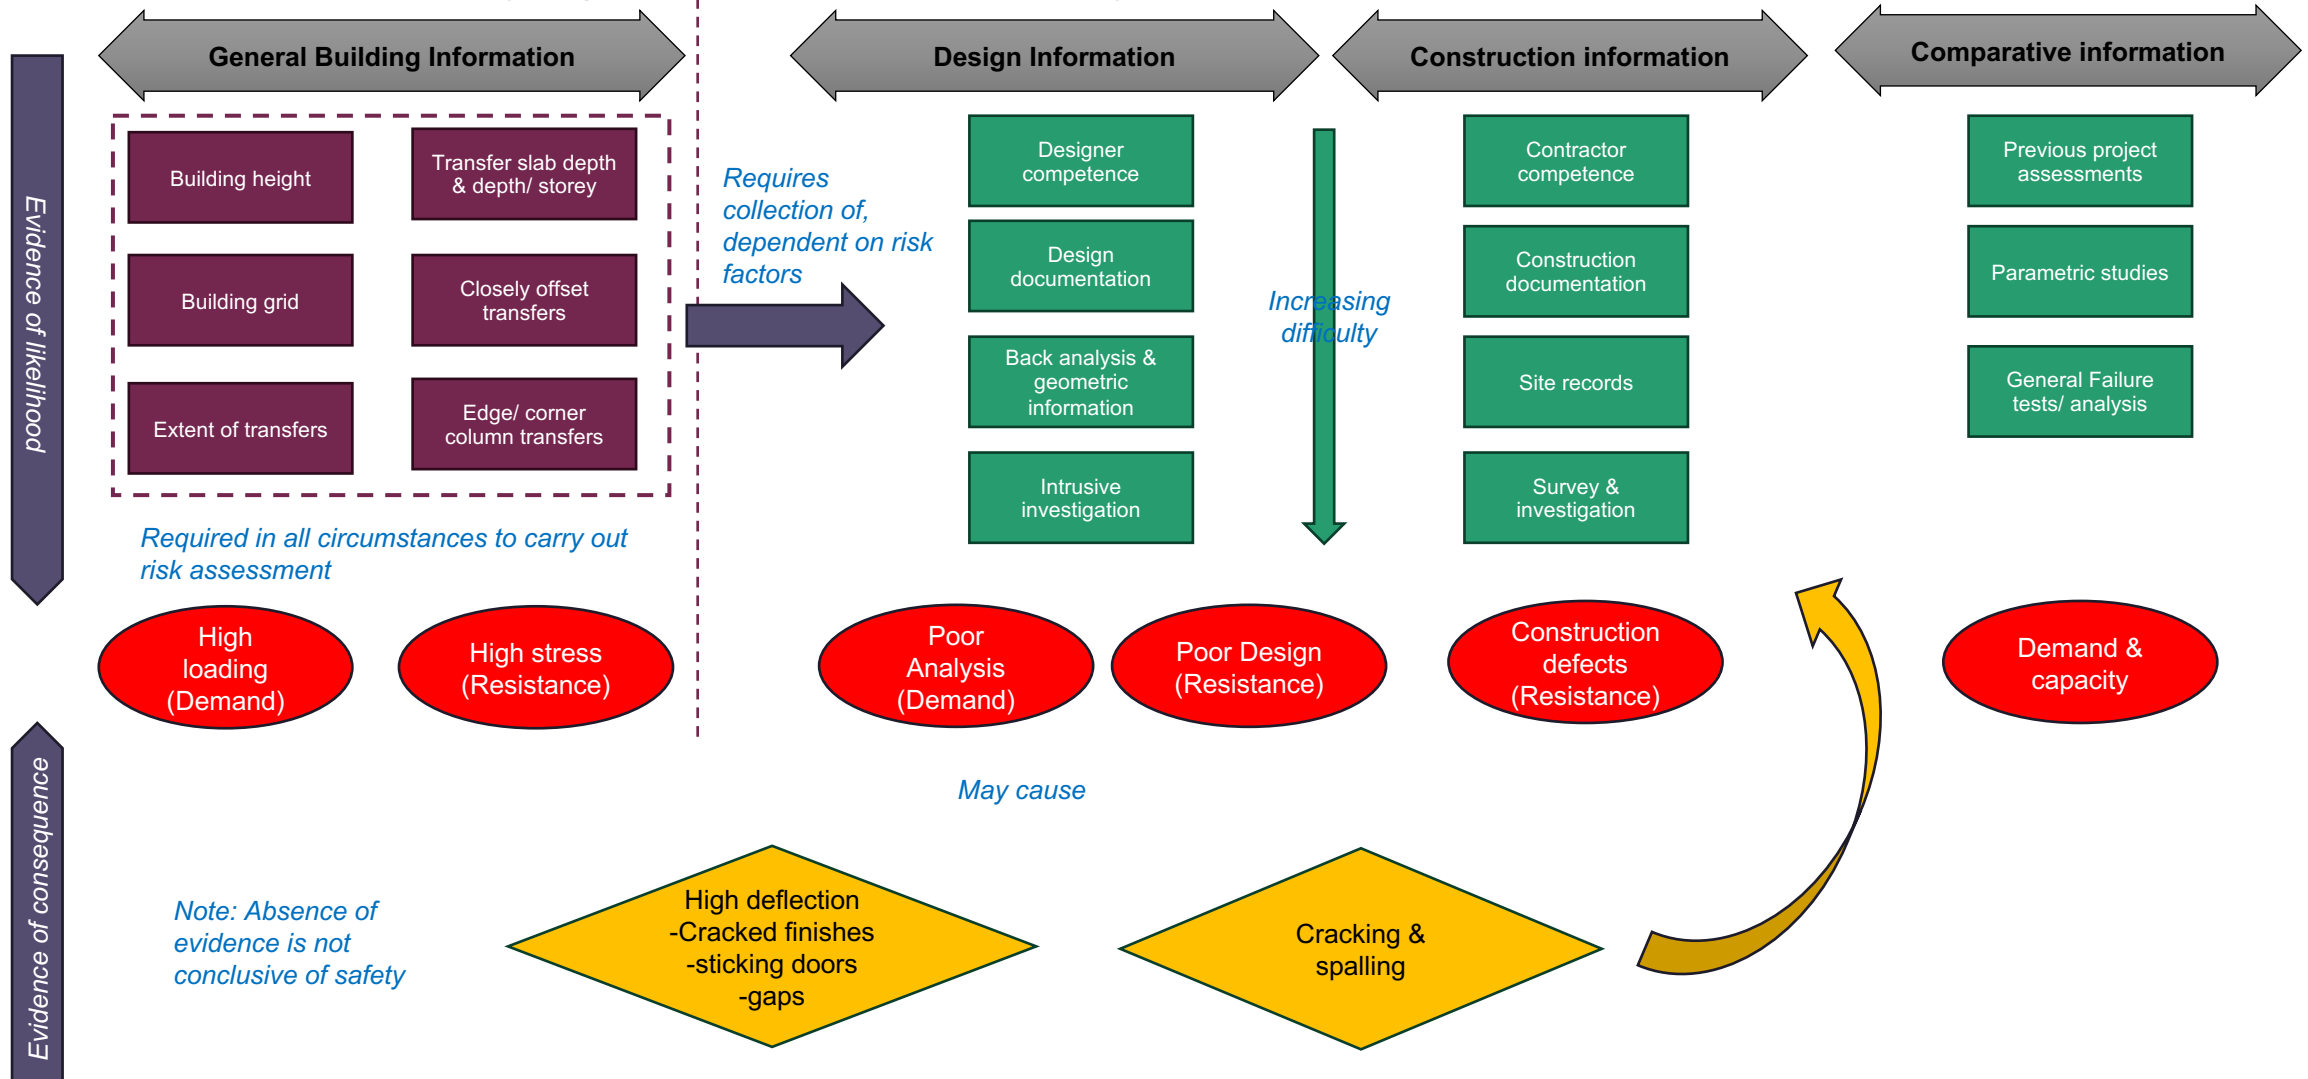 General Building Information
Design Information
Construction information
Comparative information
Evidence of likelihood
Building height
Transfer slab depth
& depth/ storey
Building grid
Closely offset
transfers
Extent of transfers
Edge/ corner
column transfers
Required in all circumstances to carry out
risk assessment
Requires
collection of,
dependent on risk
factors
Designer
competence
Design
documentation
Back analysis &
geometric
information
Intrusive
investigation
Increasing
difficulty
Contractor
competence
Construction
documentation
Site records
Survey &
investigation
Previous project
assessments
Parametric studies
General Failure
tests/ analysis
High
loading
(Demand)
High stress
(Resistance)
Poor
Analysis
(Demand)
Poor Design
(Resistance)
Construction
defects
(Resistance)
Demand &
capacity
Evidence of consequence
May cause
Note: Absence of
evidence is not
conclusive of safety
High deflection
-Cracked finishes
-sticking doors
-gaps
Cracking &
spalling